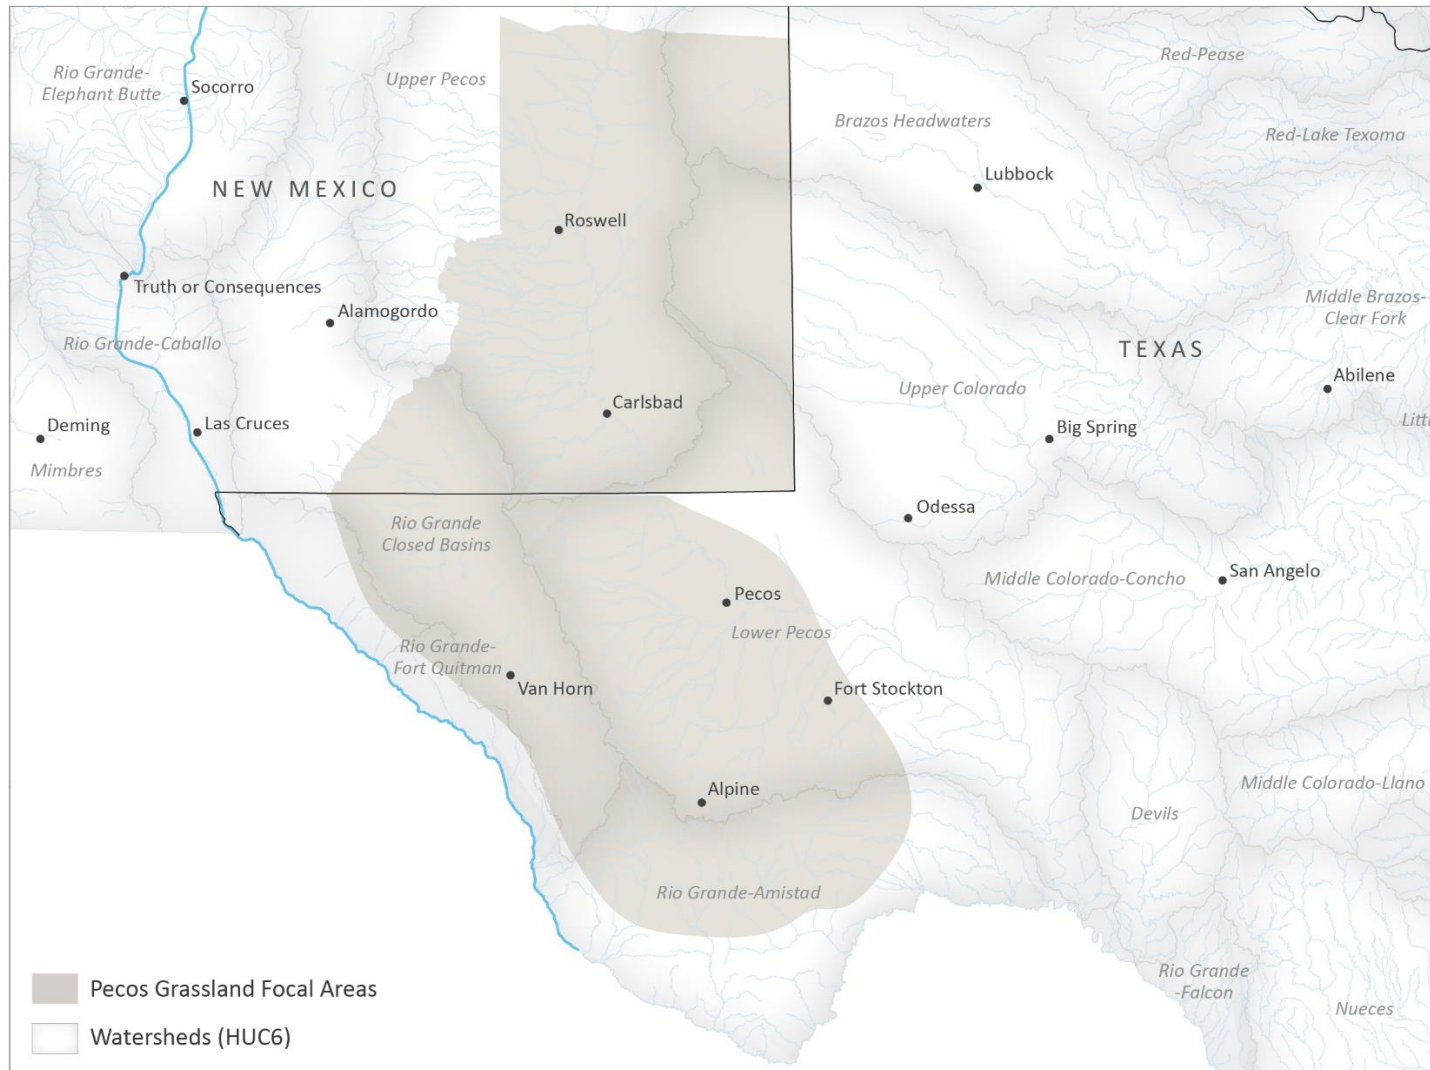 Rio Grande-
Elephant Butte
Socorro
Upper Pecos
Red-Pease
Brazos Headwaters
Red-Lake Texoma
NEW MEXICO
Lubbock
Roswell
Truth or Consequences
Alamogordo
Middle Brazos-
Clear Fork
Rio Grande-Caballo
TEXAS
Abilene
Upper Colorado
Carlsbad
Deming
Las Cruces
Big Spring
Littl
Mimbres
Odessa
Rio Grande
Closed Basins
Middle Colorado-Concho
San Angelo
Pecos
Lower Pecos
Rio Grande-
Fort Quitman
Van Horn
Fort Stockton
Alpine
Middle Colorado-Llano
Devils
Rio Grande-Amistad
Rio Grande
-Falcon
Nueces
Pecos Grassland Focal Areas
Watersheds (HUC6)